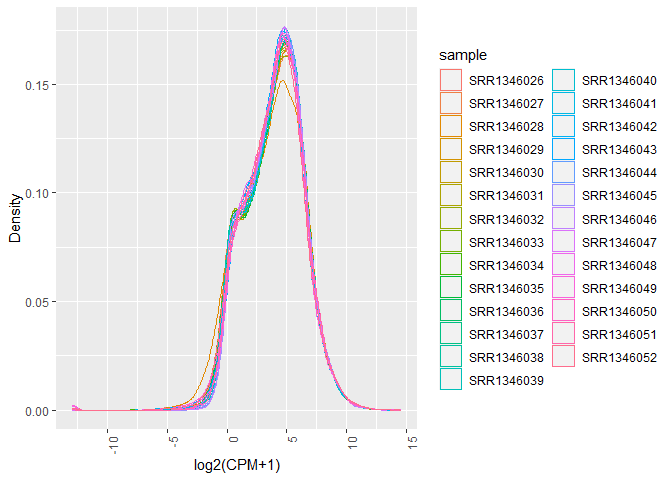 sample
SRR1346026
SRR1346027
SRR1346028
SRR1346029
SRR1346030
SRR1346031
SRR1346032
SRR1346033
SRR1346034
SRR1346035
SRR1346036
SRR1346037
SRR1346038
SRR1346039
SRR1346040
SRR1346041
SRR1346042
SRR1346043
SRR1346044
SRR1346045
SRR1346046
SRR1346047
SRR1346048
SRR1346049
SRR1346050
SRR1346051
SRR1346052
Density
0.15
0.10
0.05
0.00
-10
-5
0
5
10
15
log2(CPM+1)